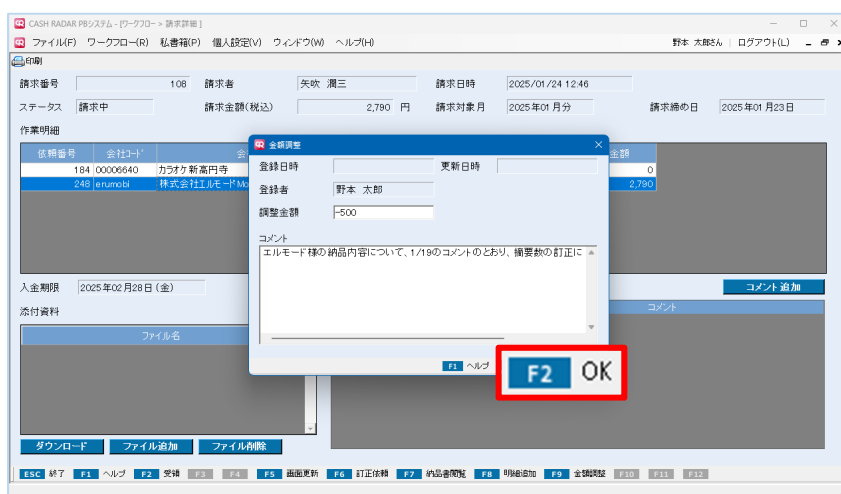 CASH RADAR PBシステム - [ワークフロー > 請求詳細 ]
ファイル(F) ワークフロー(R) 私書箱(P) 個人設定(V) ウィンドウ(W) ヘルプ(H) 野本 太郎さん ログアウト(L)
印刷
請求番号 108 請求者 矢吹 潤三 請求日時 2025/01/24 12:46
ステータス 請求中 請求金額(税込) 2,790 円 請求対象月 2025年01月分 請求締め日 2025年01月23日
作業明細
依頼番号 会社コード 会 金額
184 00006640 カラオケ新高円寺 0
248 erumobi 株式会社エルモードMo 2,790
金額調整
登録日時 更新日時
登録者 野本 太郎
調整金額 -500
コメント
エルモード様の納品内容について、1/19のコメントのとおり、摘要数の訂正に
F1 ヘルプ F2 OK
入金期限 2025年02月28日(金) コメント追加
添付資料 コメント
ファイル名
ダウンロード ファイル追加 ファイル削除
ESC 終了 F1 ヘルプ F2 受領 F3 F4 F5 画面更新 F6 訂正依頼 F7 納品書閲覧 F8 明細追加 F9 金額調整 F10 F11 F12